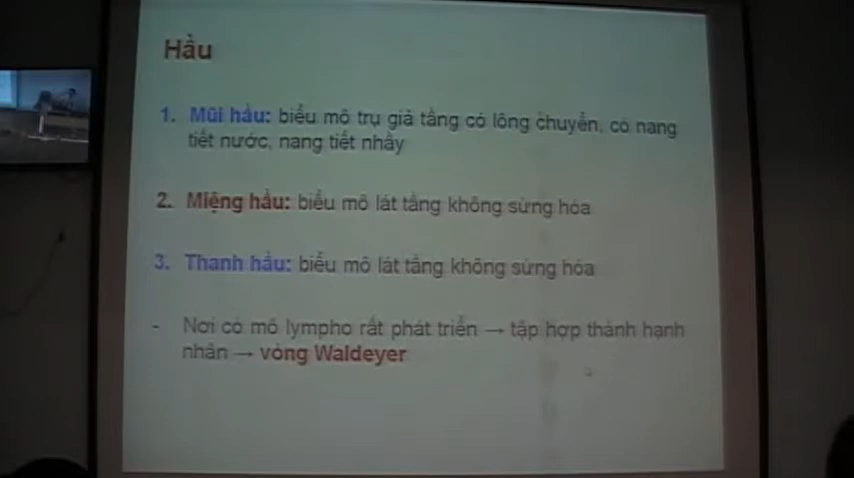 Hầu
1. Mũi hầu: biểu mô trụ giả tầng có lông chuyển, có nang
tiết nước, nang tiết nhầy
2. Miệng hầu: biểu mô lát tầng không sừng hóa
3. Thanh hầu: biểu mô lát tầng không sừng hóa
- Nơi có mô lympho rất phát triển → tập hợp thành hạnh
nhân → vòng Waldeyer